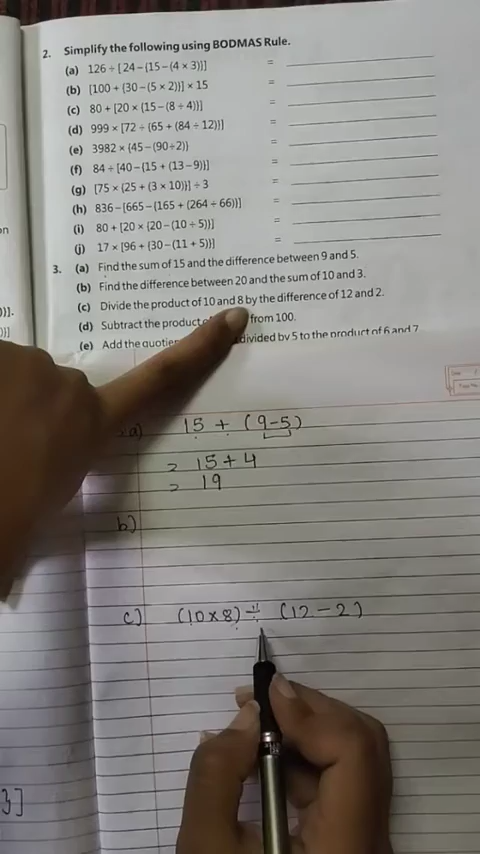 2. Simplify the following using BODMAS Rule.
(a) 126 ÷ [24 – {15 – (4 × 3)}] =
(b) [100 + {30 – (5 × 2)}] × 15 =
(c) 80 + [20 × {15 – (8 ÷ 4)}] =
(d) 999 × [72 ÷ {65 + (84 ÷ 12)}] =
(e) 3982 × {45 – (90 ÷ 2)} =
(f) 84 ÷ [40 – {15 + (13 – 9)}] =
(g) [75 × {25 + (3 × 10)}] ÷ 3 =
(h) 836 – [665 – {165 + (264 ÷ 66)}] =
(i) 80 + [20 × {20 – (10 ÷ 5)}] =
(j) 17 × [96 + {30 – (11 + 5)}] =
3. (a) Find the sum of 15 and the difference between 9 and 5.
(b) Find the difference between 20 and the sum of 10 and 3.
(c) Divide the product of 10 and 8 by the difference of 12 and 2.
(d) Subtract the product from 100.
(e) Add the divided by 5 to the product of 6 and 7
a) 15 + (9-5)
= 15 + 4
= 19
b)
c) (10 × 8) ÷ (12 - 2)
3]